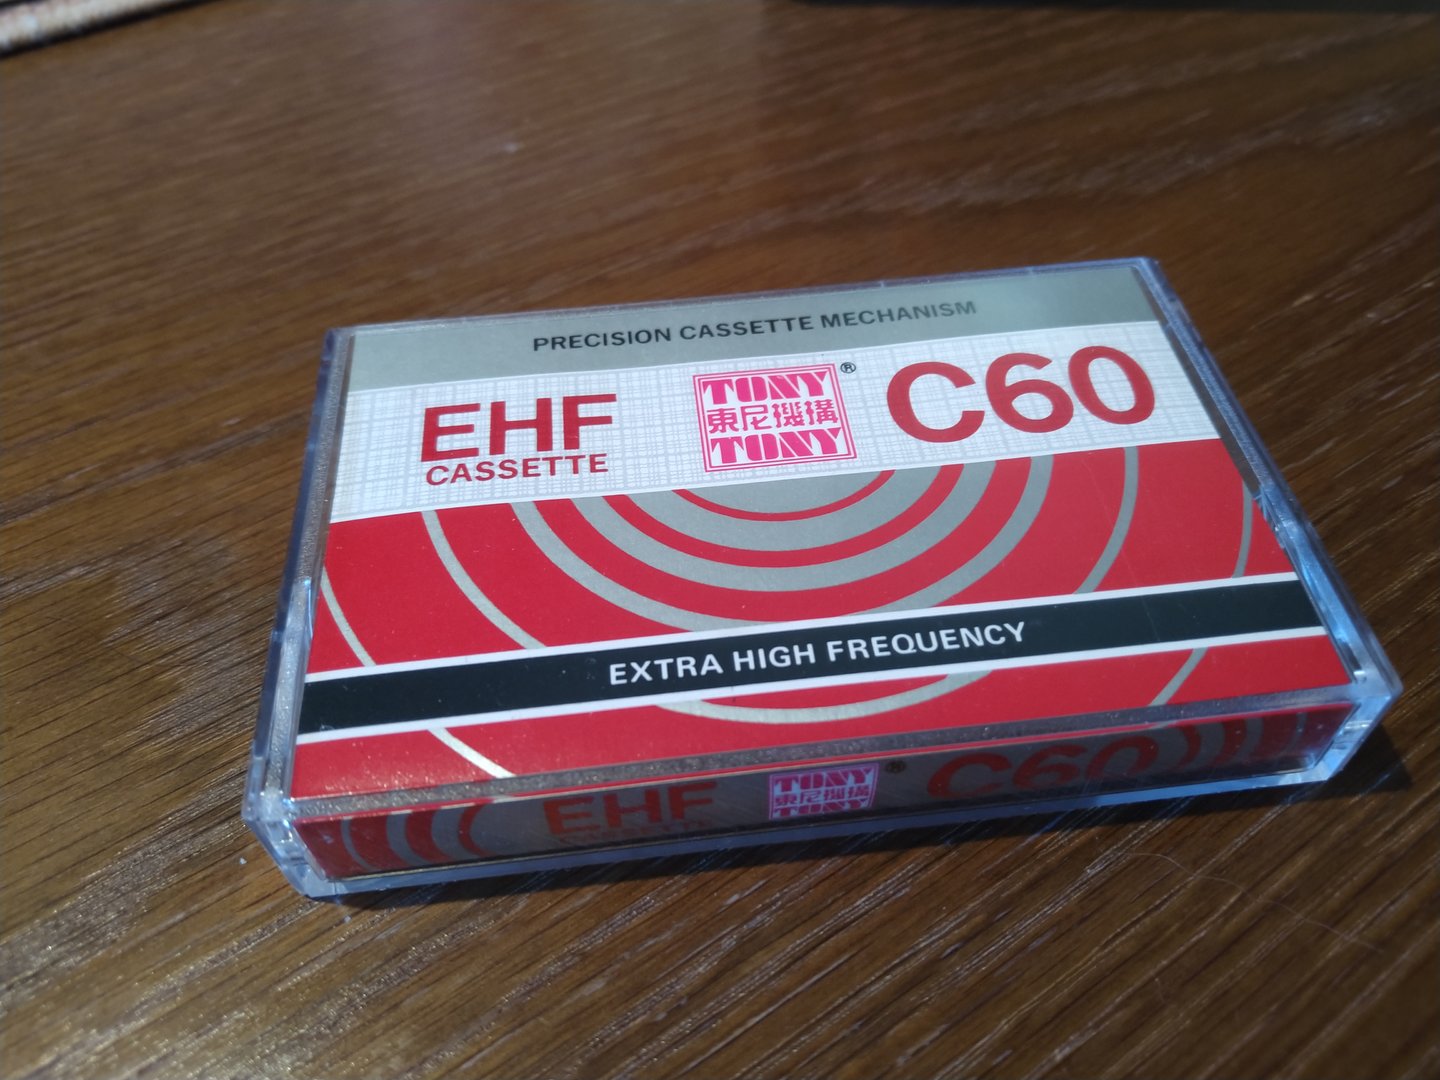 PRECISION CASSETTE MECHANISM
EHF
CASSETTE
TONY
東尼機構
TONY
®
C60
EXTRA HIGH FREQUENCY
EHF
CASSETTE
TONY
東尼機構
TONY
®
C60